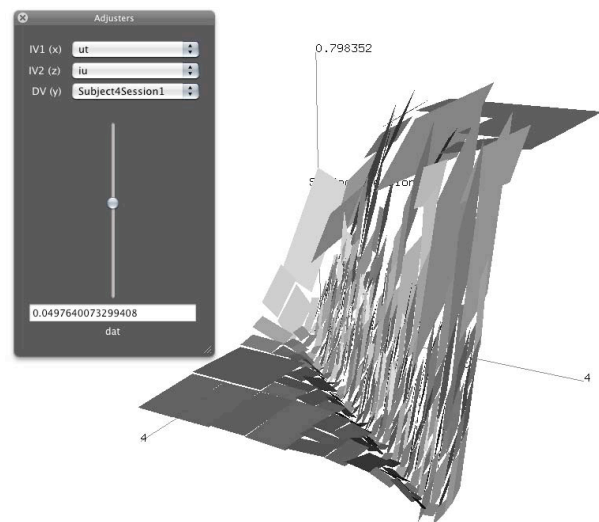 Adjusters
IV1 (x) ut
IV2 (z) iu
DV (y) Subject4Session1
0.0497640073299408
dat
0.798352
4
4